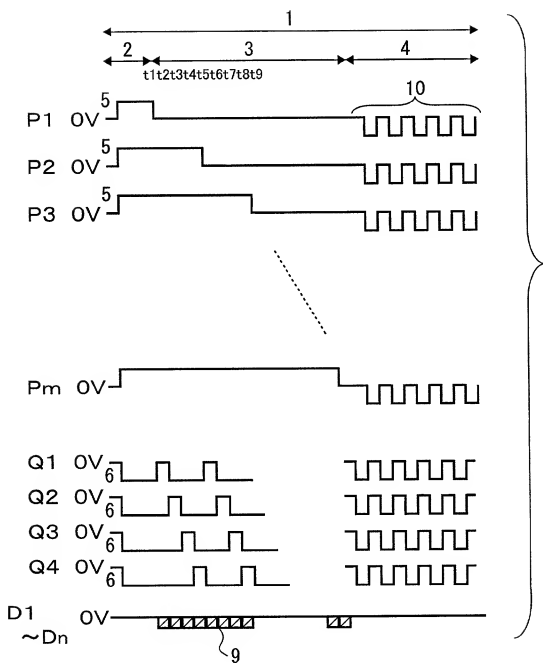 1
2 3 4
t1t2t3t4t5t6t7t8t9
10
P1 0V 5
P2 0V 5
P3 0V 5
Pm 0V
Q1 0V 6
Q2 0V 6
Q3 0V 6
Q4 0V 6
D1 0V
~Dn
9